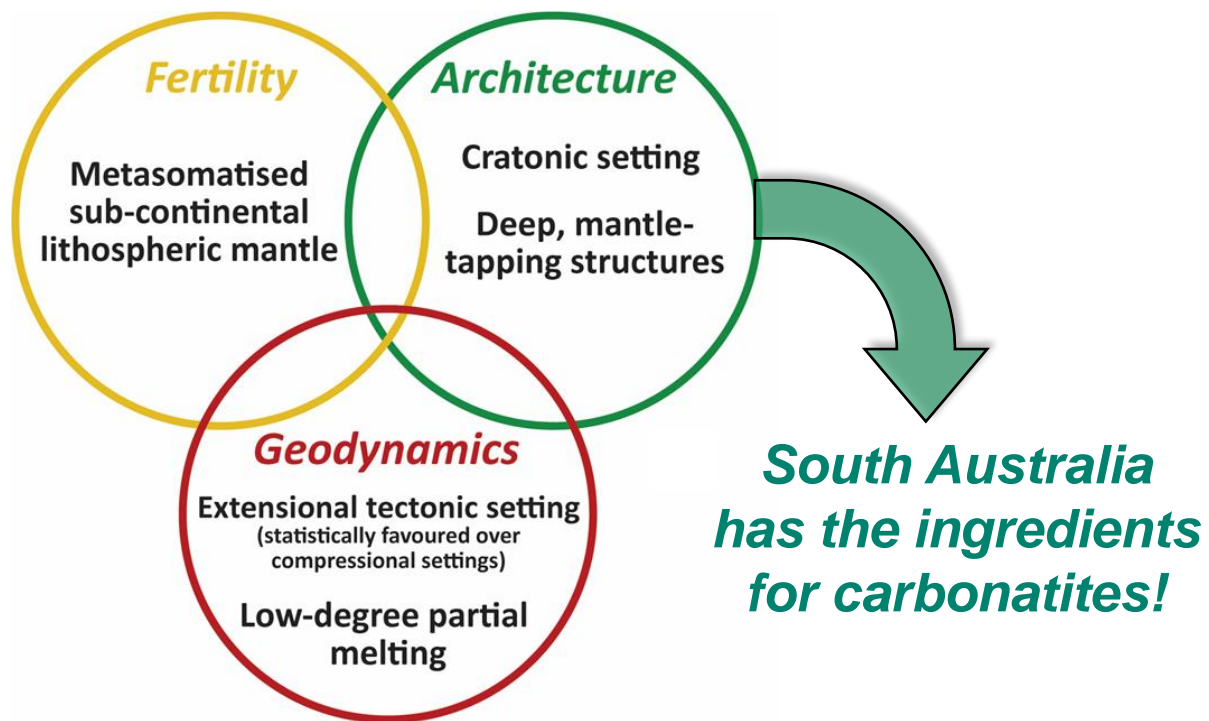 Fertility
Metasomatised
sub-continental
lithospheric mantle
Architecture
Cratonic setting
Deep, mantle-
tapping structures
Geodynamics
Extensional tectonic setting
(statistically favoured over
compressional settings)
Low-degree partial
melting
South Australia
has the ingredients
for carbonatites!